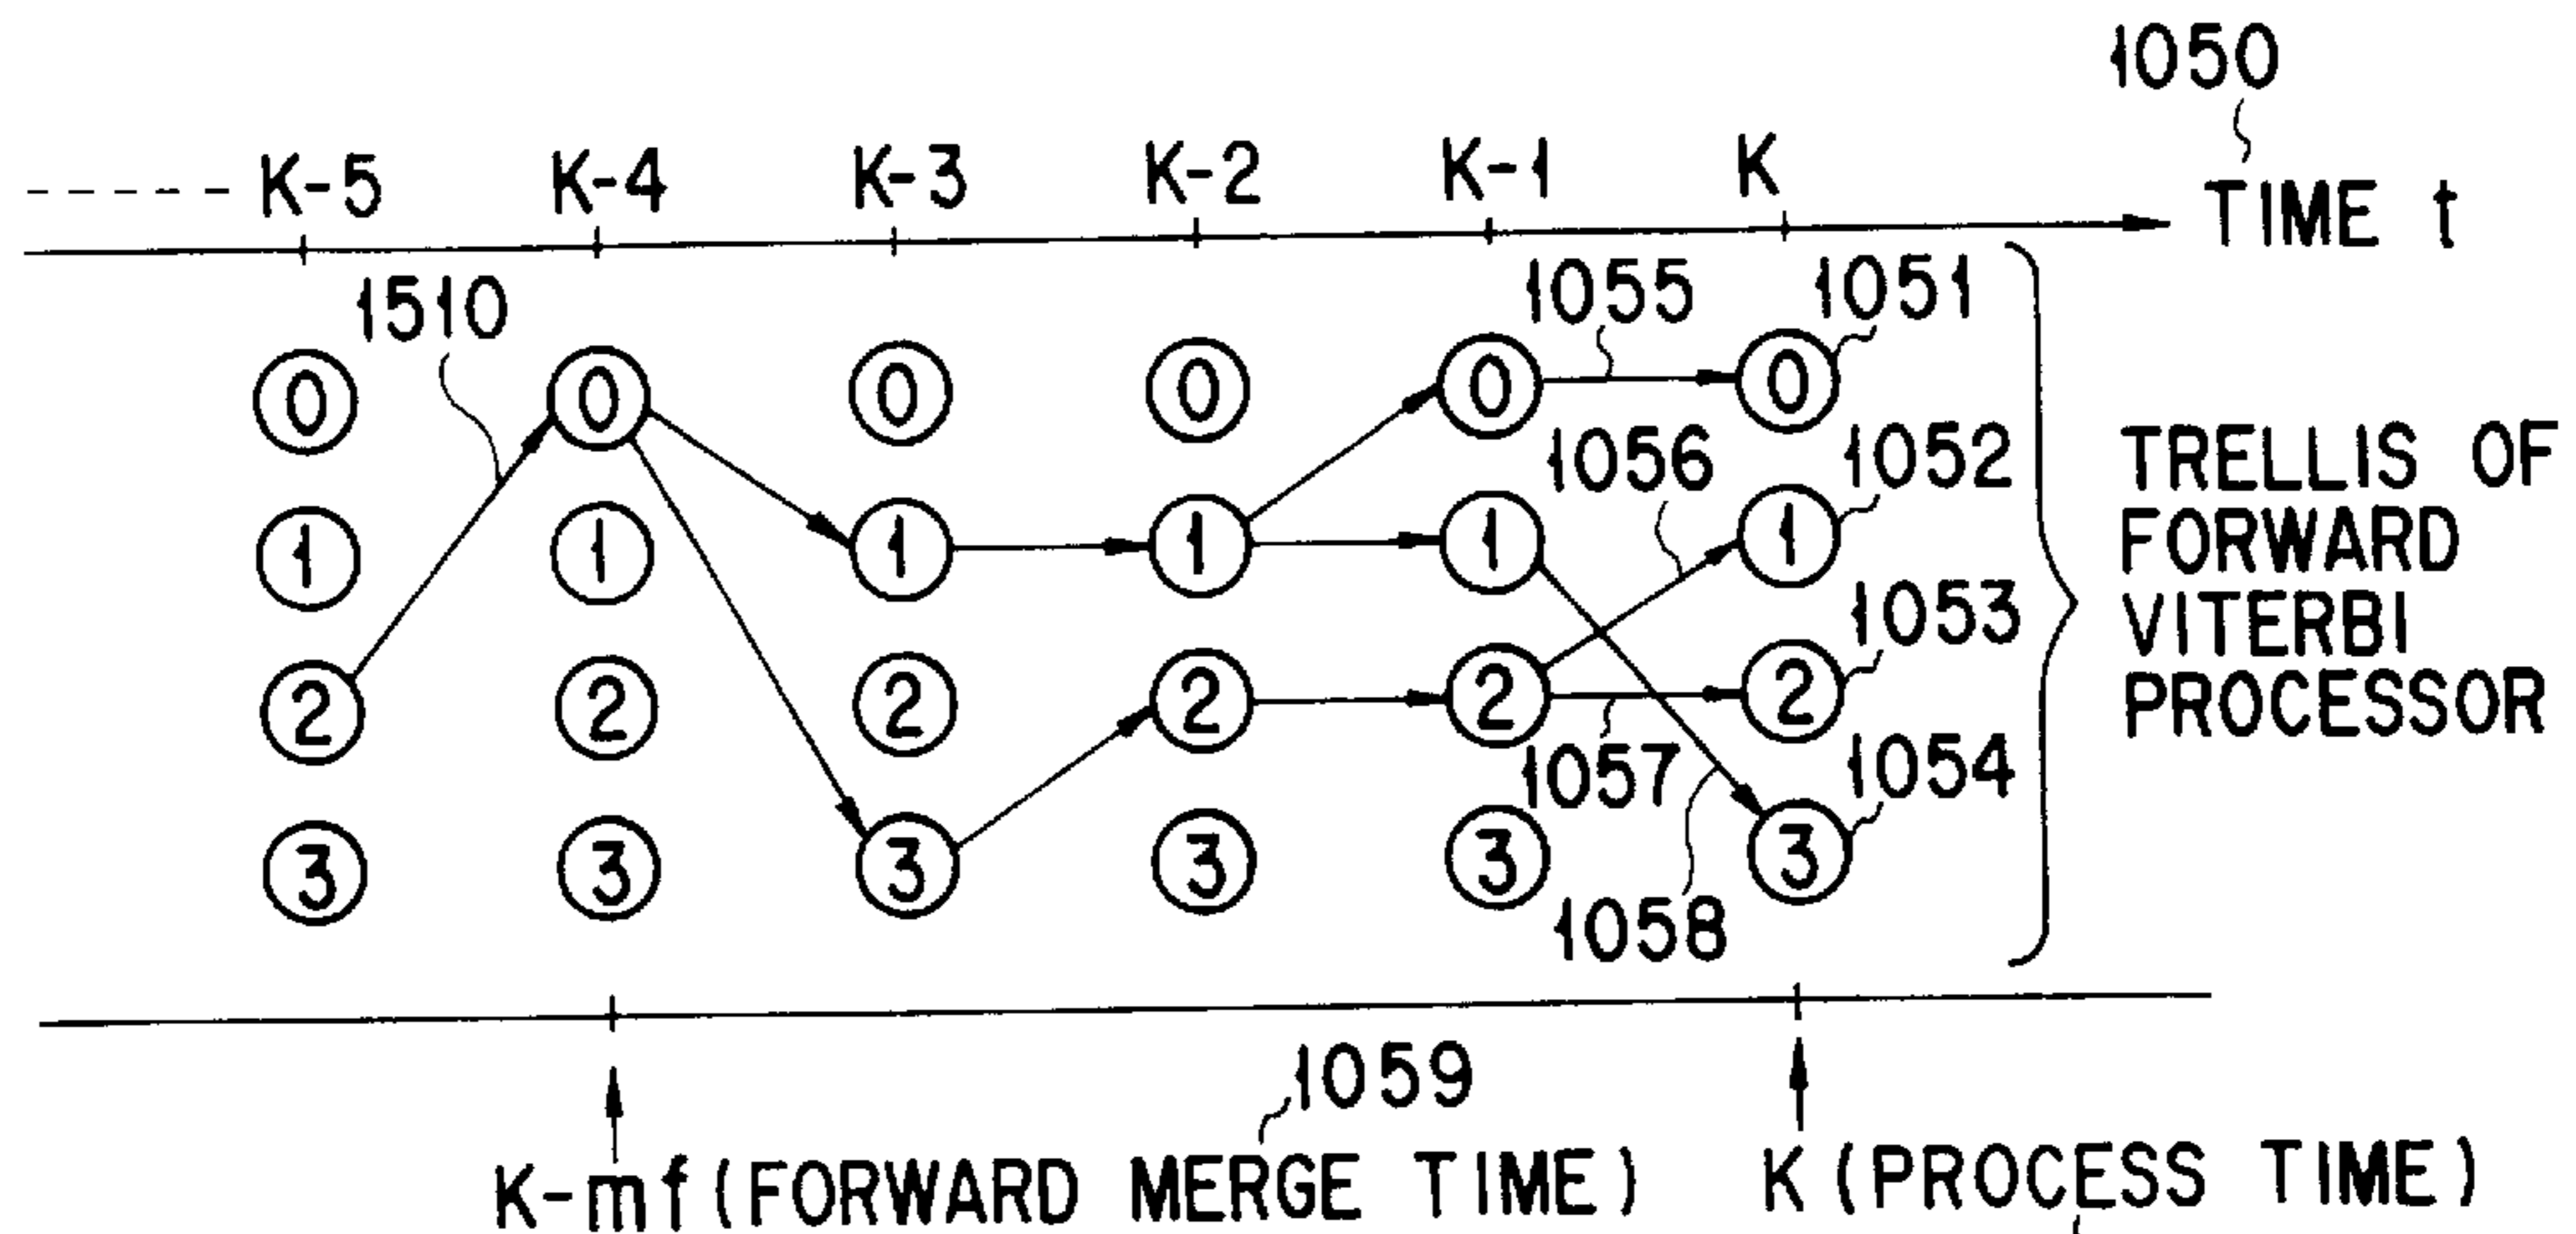 1050
K-5 K-4 K-3 K-2 K-1 K TIME t
1510 1055 1051
0 0 0 0 0 0
1056 1052
1 1 1 1 1 1
1053
2 2 2 2 2 2
1057 1054
3 3 3 3 3 3
1058
TRELLIS OF
FORWARD
VITERBI
PROCESSOR
1059
K-mf (FORWARD MERGE TIME) K (PROCESS TIME)